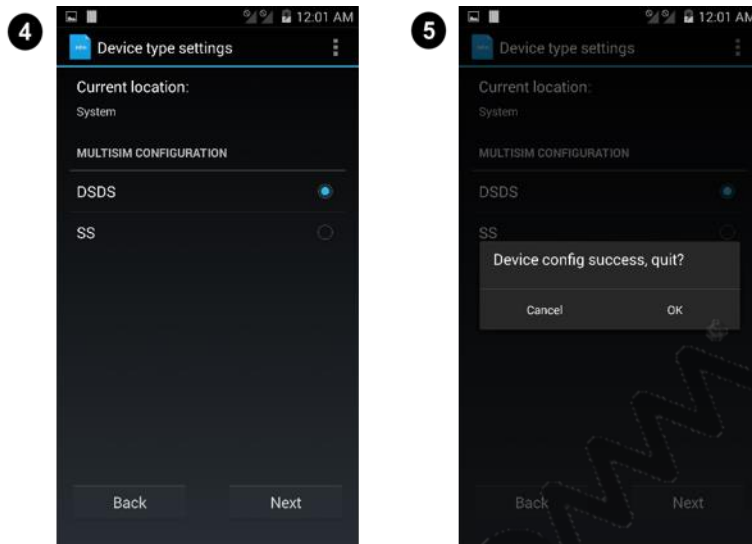 4
12:01 AM
Device type settings
Current location:
System
MULTISIM CONFIGURATION
DSDS
SS
Back Next
5
12:01 AM
Device type settings
Current location:
System
MULTISIM CONFIGURATION
DSDS
SS
Device config success, quit?
Cancel OK
Back Next